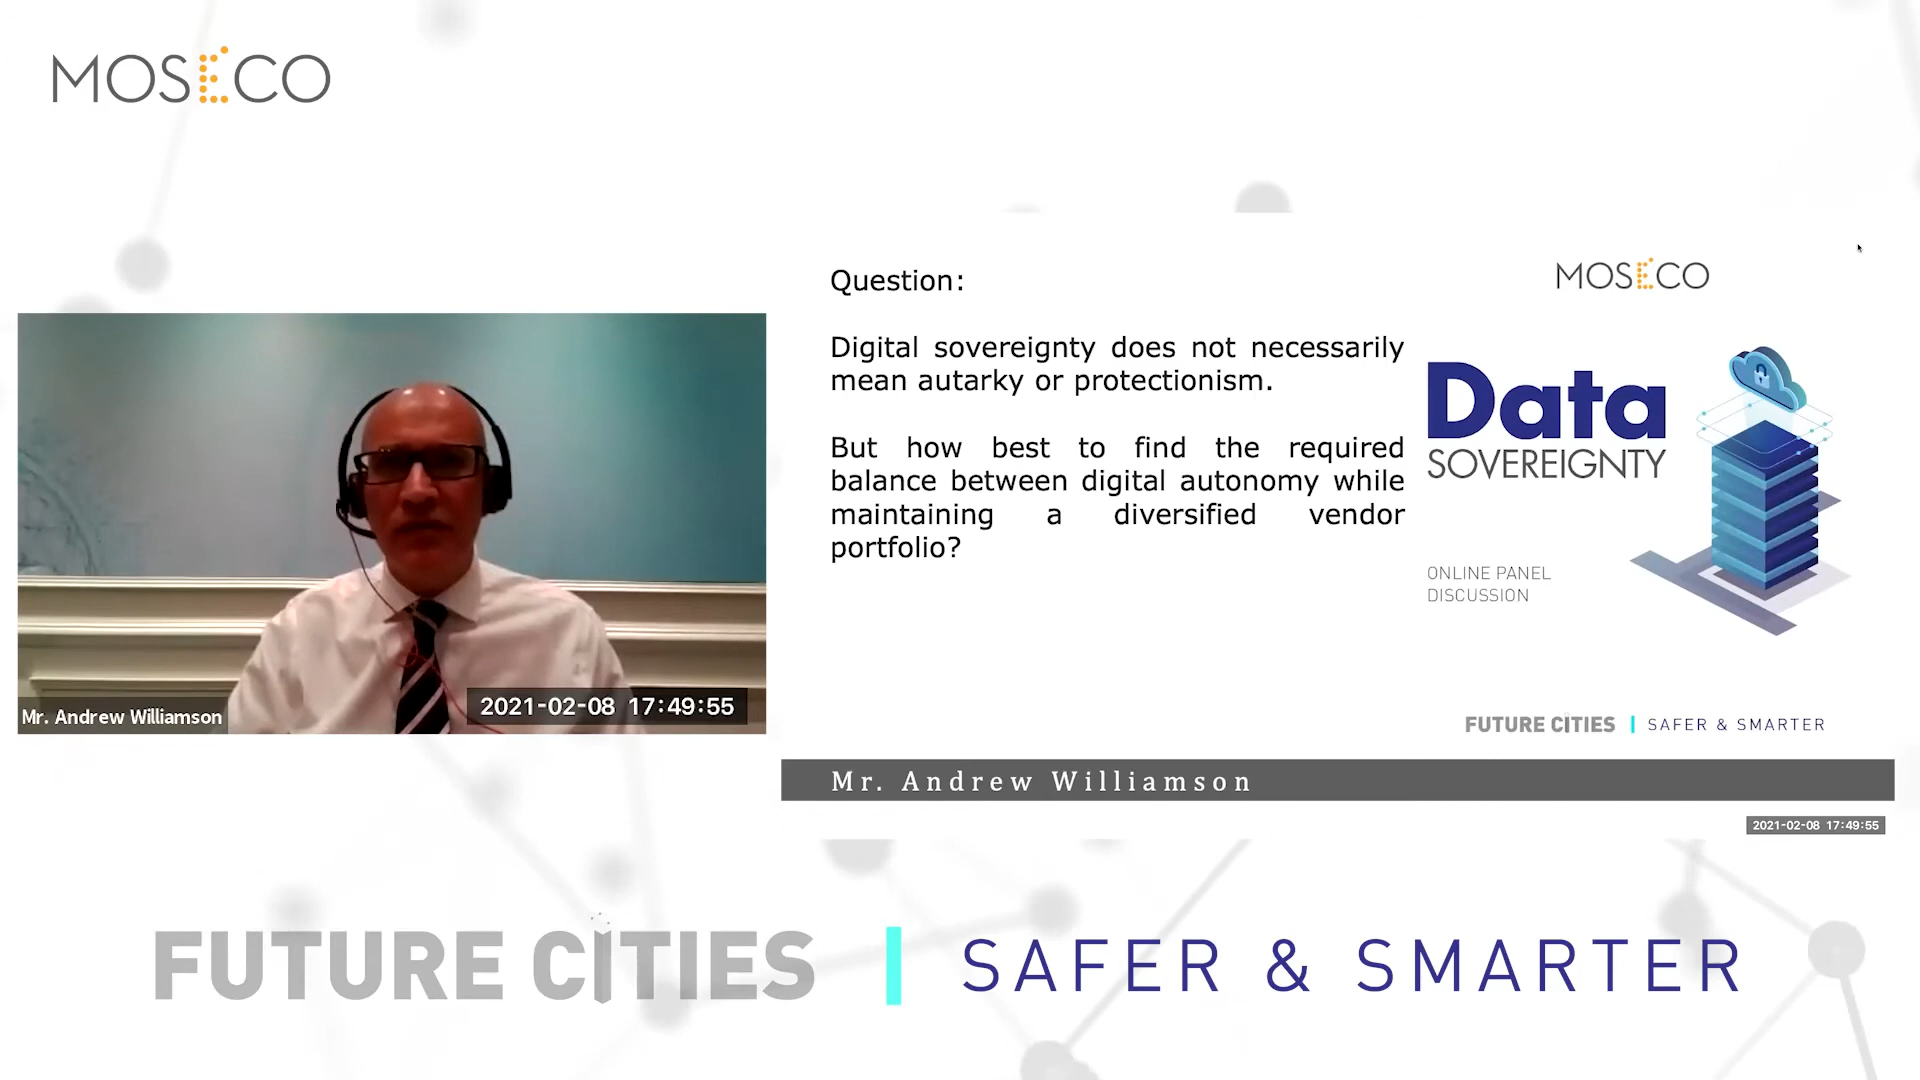 MOSECO
Question:
Digital sovereignty does not necessarily
mean autarky or protectionism.
But how best to find the required
balance between digital autonomy while
maintaining a diversified vendor
portfolio?
MOSECO
Data
SOVEREIGNTY
ONLINE PANEL
DISCUSSION
FUTURE CITIES | SAFER & SMARTER
2021-02-08 17:49:55
Mr. Andrew Williamson
Mr. Andrew Williamson
2021-02-08 17:49:55
FUTURE CITIES | SAFER & SMARTER